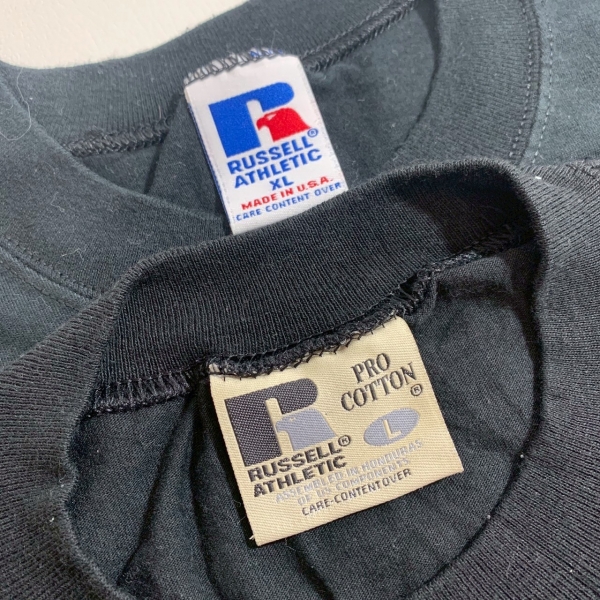 R
RUSSELL®
ATHLETIC
XL
MADE IN U.S.A.
CARE·CONTENT OVER
R
PRO
COTTON®
L
RUSSELL®
ATHLETIC
ASSEMBLED IN HONDURAS
OF US COMPONENTS
CARE-CONTENT OVER